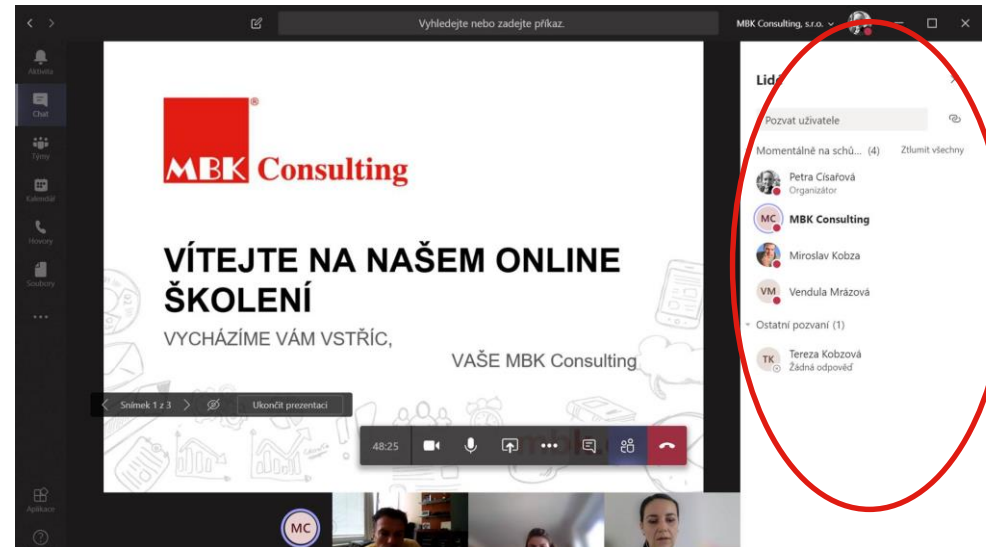 Vyhledejte nebo zadejte příkaz.
MBK Consulting, s.r.o.
Aktivita
Chat
Týmy
Kalendář
Hovory
Soubory
Aplikace
MBK Consulting
®
VÍTEJTE NA NAŠEM ONLINE
ŠKOLENÍ
VYCHÁZÍME VÁM VSTŘÍC,
VAŠE MBK Consulting
Snímek 1 z 3
Ukončit prezentaci
48:25
MC
Pozvat uživatele
Momentálně na schů... (4)
Ztlumit všechny
Petra Císařová
Organizátor
MC
MBK Consulting
Miroslav Kobza
VM
Vendula Mrázová
Ostatní pozvaní (1)
TK
Tereza Kobzová
Žádná odpověď